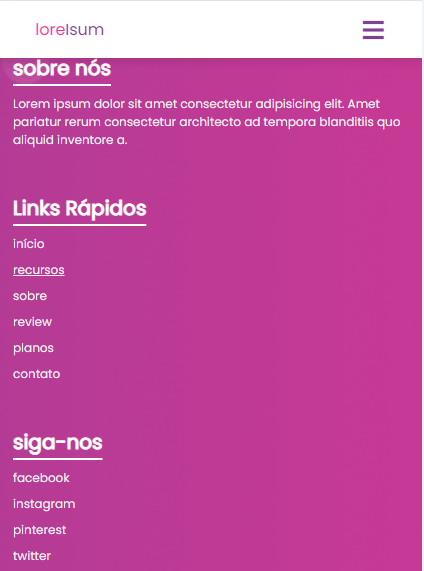 loreIsum
sobre nós
Lorem ipsum dolor sit amet consectetur adipisicing elit. Amet
pariatur rerum consectetur architecto ad tempora blanditiis quo
aliquid inventore a.
Links Rápidos
início
recursos
sobre
review
planos
contato
siga-nos
facebook
instagram
pinterest
twitter